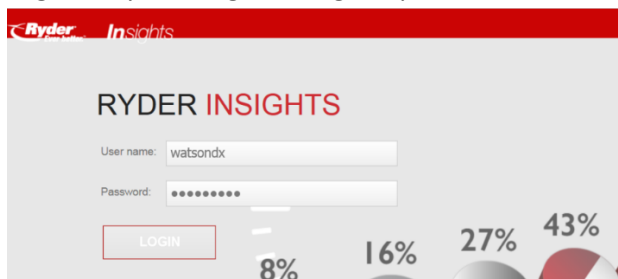 Ryder Insights
RYDER INSIGHTS
User name: watsondx
Password: •••••••••
LOGIN
8% 16% 27% 43%